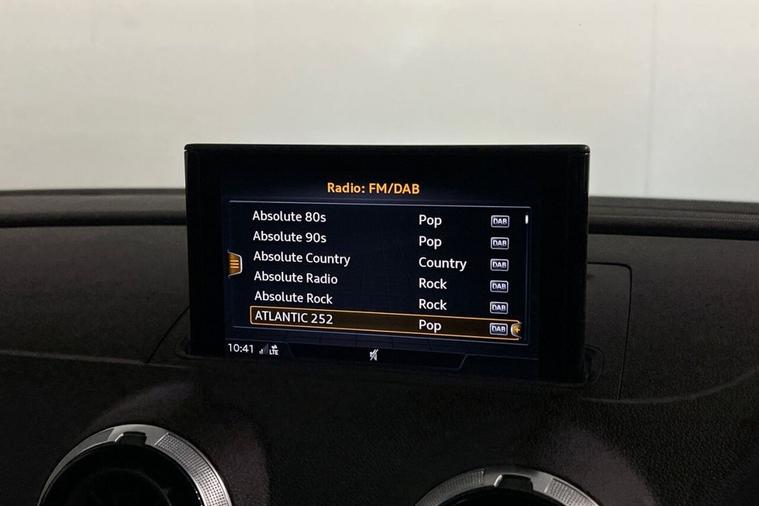 Radio: FM/DAB
Absolute 80s Pop DAB
Absolute 90s Pop DAB
Absolute Country Country DAB
Absolute Radio Rock DAB
Absolute Rock Rock DAB
ATLANTIC 252 Pop DAB
10:41 LTE